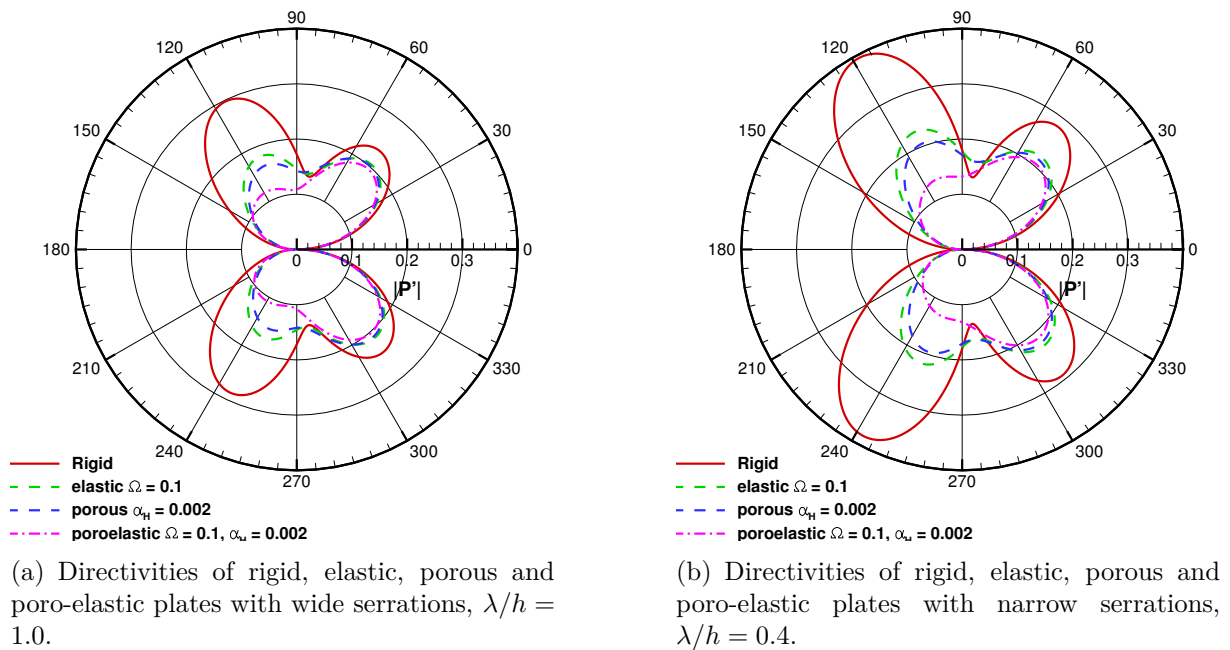 90
120
60
150
30
180
0
0
0.1
0.2
0.3
|P'|
210
330
240
300
270
Rigid
elastic Ω = 0.1
porous α_H = 0.002
poroelastic Ω = 0.1, α_H = 0.002
(a) Directivities of rigid, elastic, porous and
poro-elastic plates with wide serrations, λ/h =
1.0.
90
120
60
150
30
180
0
0
0.1
0.2
0.3
|P'|
210
330
240
300
270
Rigid
elastic Ω = 0.1
porous α_H = 0.002
poroelastic Ω = 0.1, α_H = 0.002
(b) Directivities of rigid, elastic, porous and
poro-elastic plates with narrow serrations,
λ/h = 0.4.